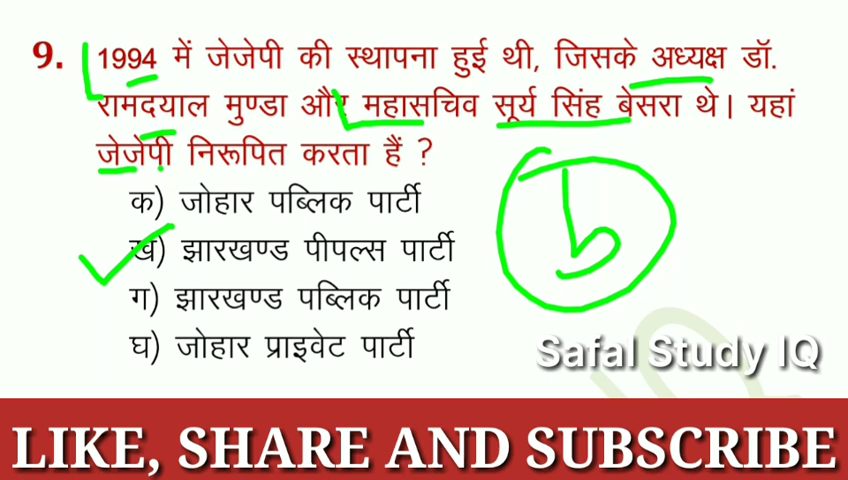 9. 1994 में जेजेपी की स्थापना हुई थी, जिसके अध्यक्ष डॉ.
रामदयाल मुण्डा और महासचिव सूर्य सिंह बेसरा थे। यहां
जेजेपी निरूपित करता हैं ?
क) जोहार पब्लिक पार्टी
ख) झारखण्ड पीपल्स पार्टी
ग) झारखण्ड पब्लिक पार्टी
घ) जोहार प्राइवेट पार्टी
b
Safal Study IQ
LIKE, SHARE AND SUBSCRIBE